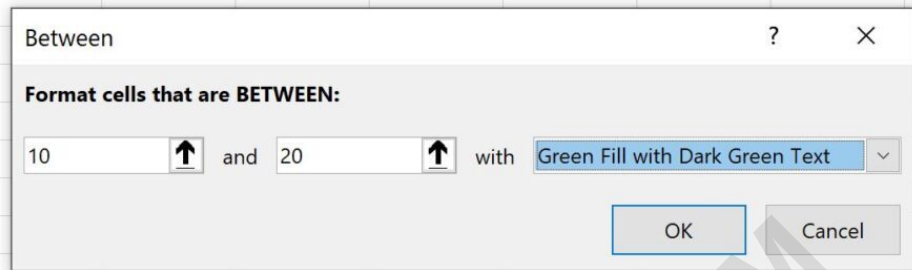 Between ?
Format cells that are BETWEEN:
10 and 20 with Green Fill with Dark Green Text
OK Cancel